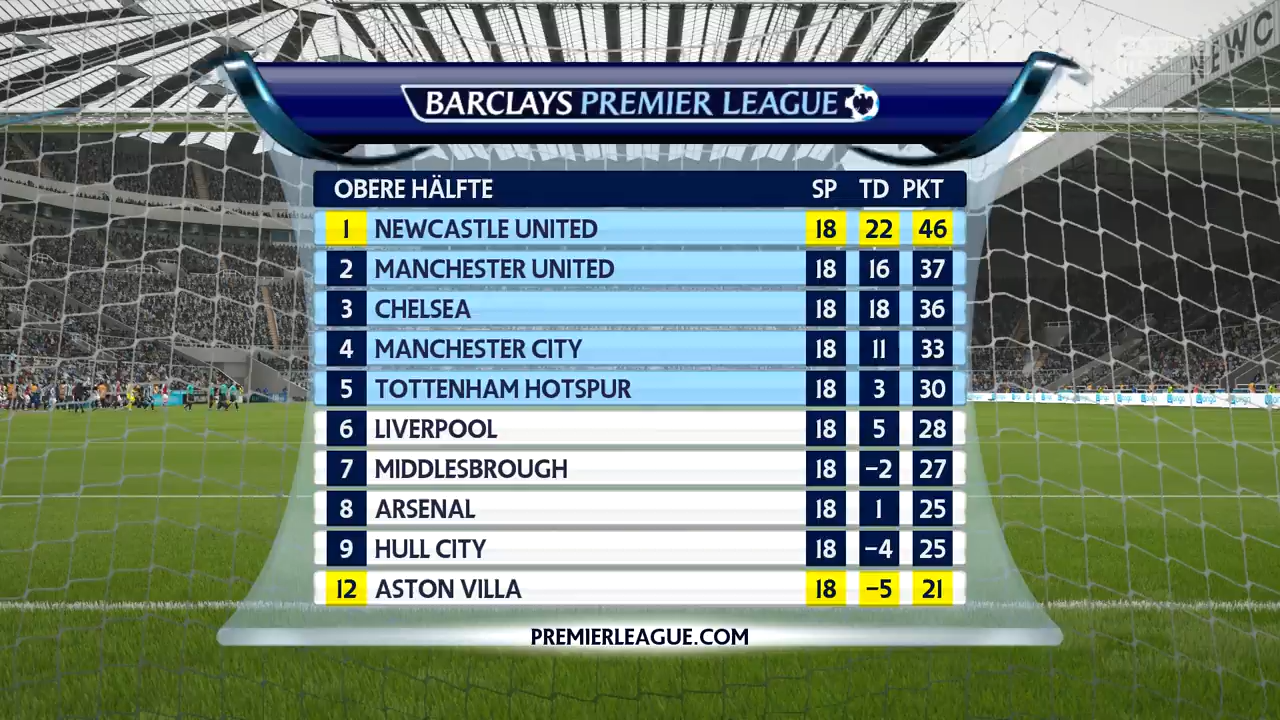 NEWC
BARCLAYS PREMIER LEAGUE
OBERE HÄLFTE SP TD PKT
1 NEWCASTLE UNITED 18 22 46
2 MANCHESTER UNITED 18 16 37
3 CHELSEA 18 18 36
4 MANCHESTER CITY 18 11 33
5 TOTTENHAM HOTSPUR 18 3 30
6 LIVERPOOL 18 5 28
7 MIDDLESBROUGH 18 -2 27
8 ARSENAL 18 1 25
9 HULL CITY 18 -4 25
12 ASTON VILLA 18 -5 21
PREMIERLEAGUE.COM